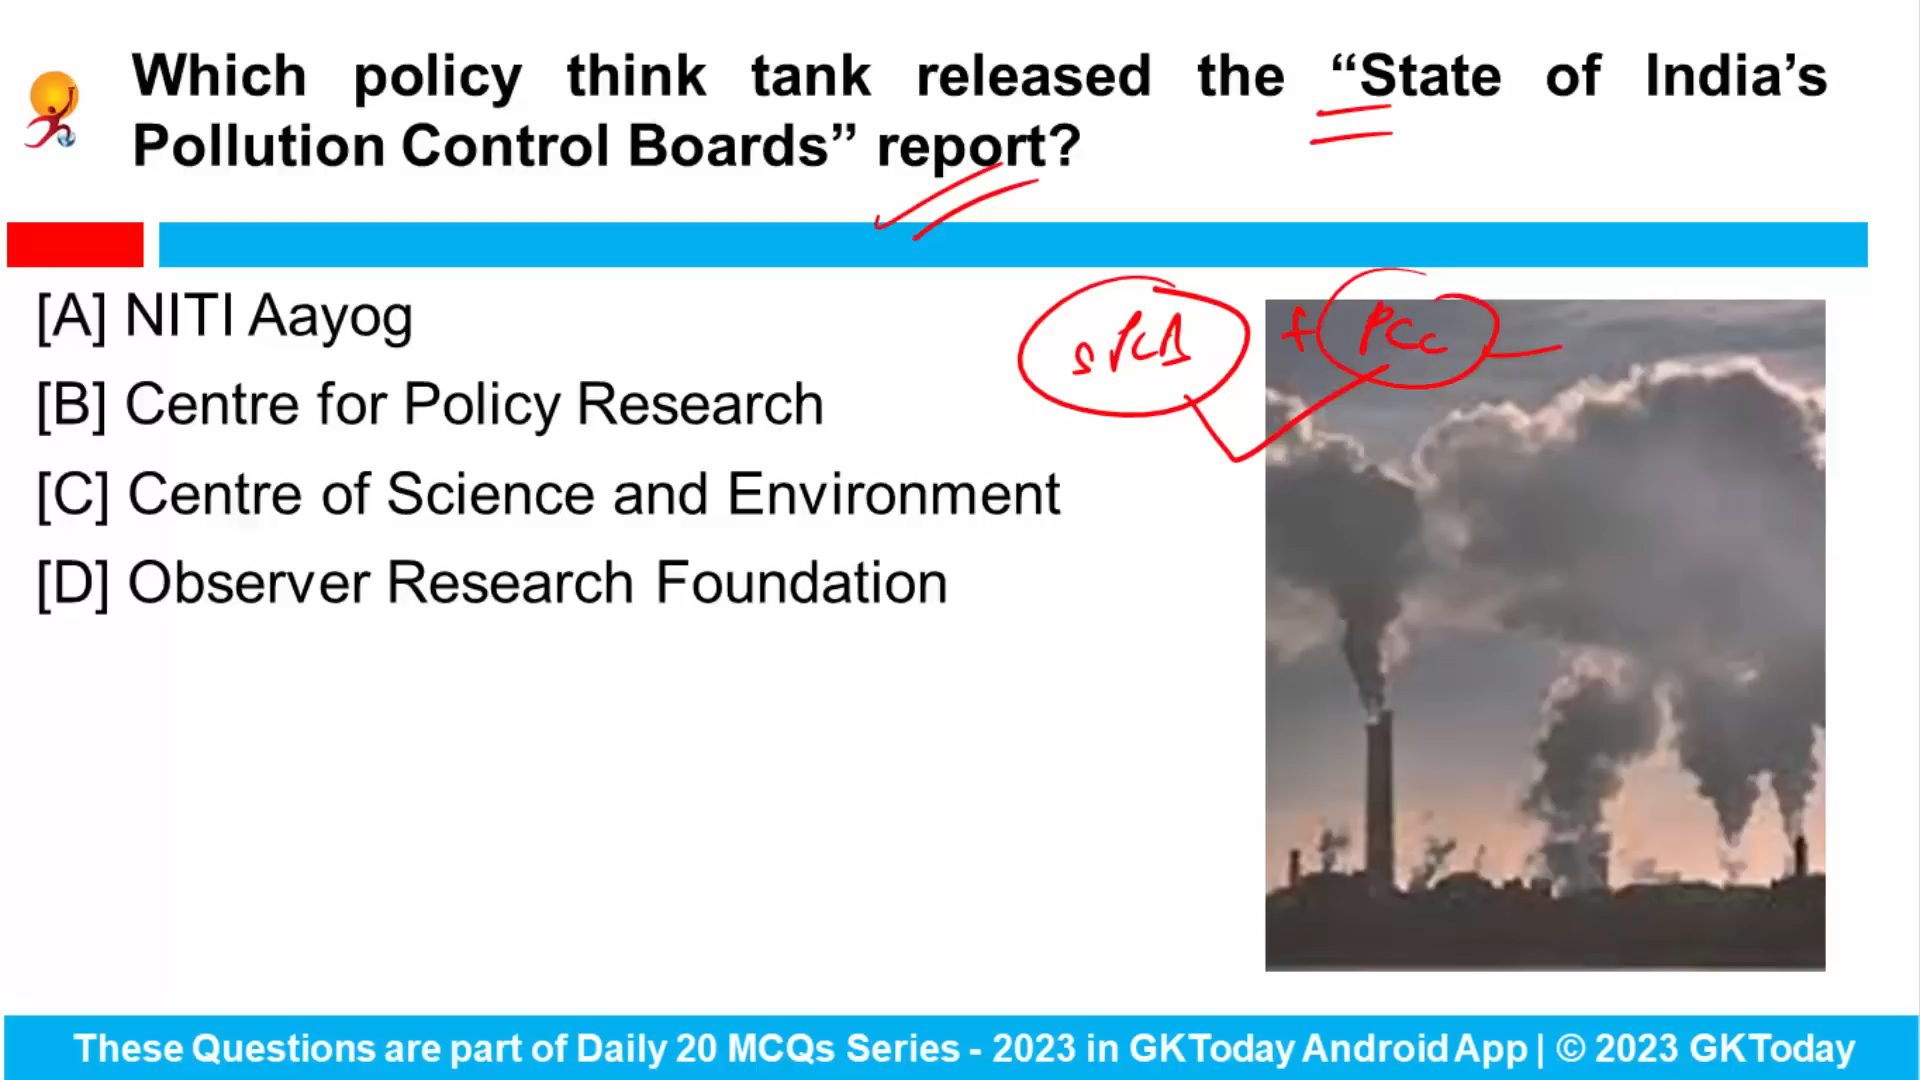 Which policy think tank released the “State of India’s
Pollution Control Boards” report?
[A] NITI Aayog
[B] Centre for Policy Research
[C] Centre of Science and Environment
[D] Observer Research Foundation
SPCB + PCC
These Questions are part of Daily 20 MCQs Series - 2023 in GKToday Android App | © 2023 GKToday